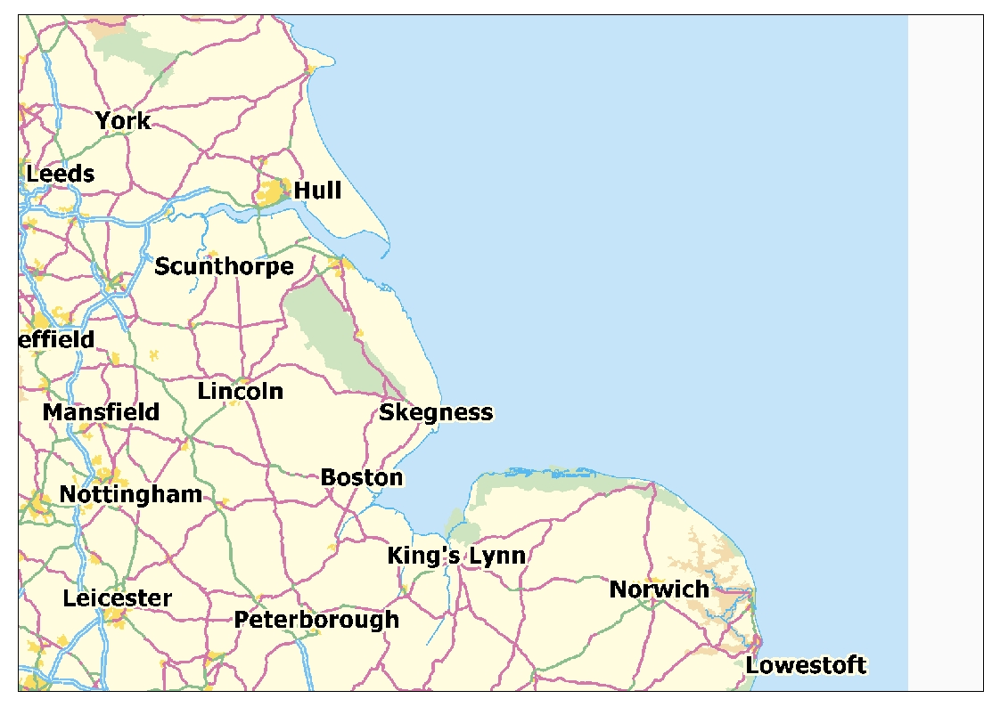 York
Leeds
Hull
Scunthorpe
effield
Lincoln
Mansfield
Skegness
Boston
Nottingham
King's Lynn
Norwich
Leicester
Peterborough
Lowestoft